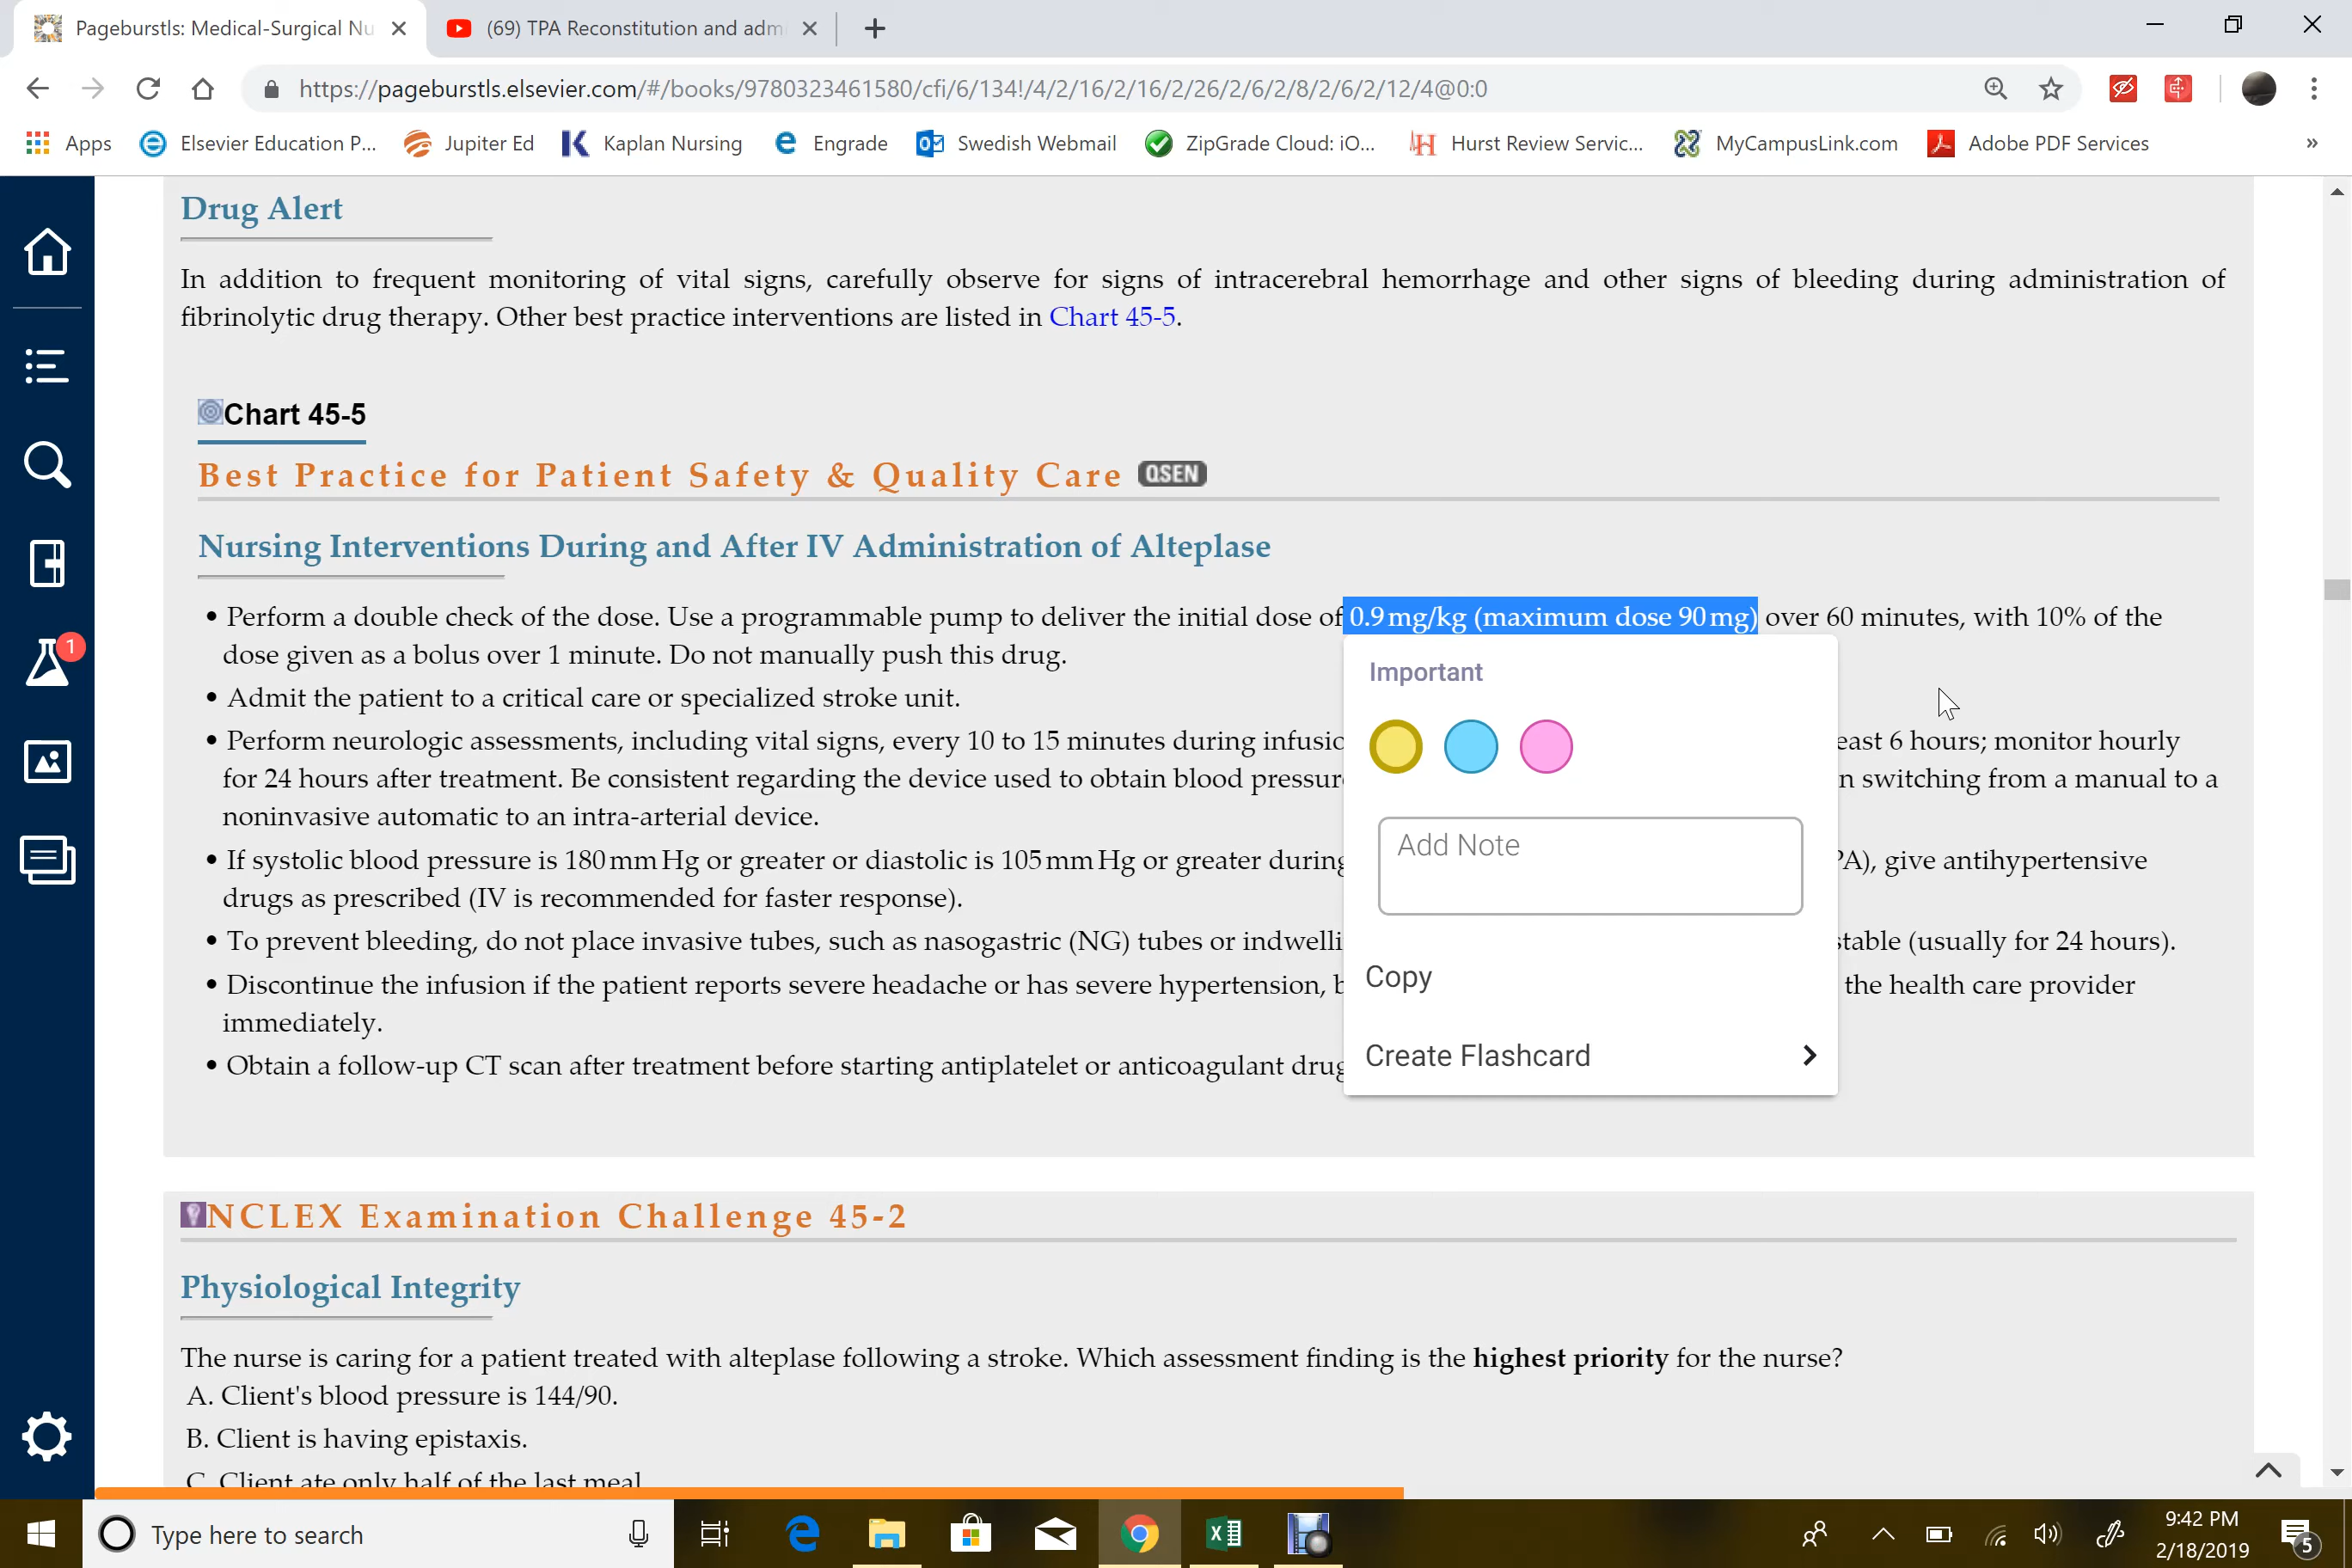 Pageburstls: Medical-Surgical Nu
(69) TPA Reconstitution and adm
https://pageburstls.elsevier.com/#/books/9780323461580/cfi/6/134!/4/2/16/2/16/2/26/2/6/2/8/2/6/2/12/4@0:0
Apps Elsevier Education P... Jupiter Ed Kaplan Nursing Engrade Swedish Webmail ZipGrade Cloud: iO... Hurst Review Servic... MyCampusLink.com Adobe PDF Services »
Drug Alert
In addition to frequent monitoring of vital signs, carefully observe for signs of intracerebral hemorrhage and other signs of bleeding during administration of
fibrinolytic drug therapy. Other best practice interventions are listed in Chart 45-5.
Chart 45-5
Best Practice for Patient Safety & Quality Care QSEN
Nursing Interventions During and After IV Administration of Alteplase
• Perform a double check of the dose. Use a programmable pump to deliver the initial dose of 0.9 mg/kg (maximum dose 90 mg) over 60 minutes, with 10% of the
dose given as a bolus over 1 minute. Do not manually push this drug.
• Admit the patient to a critical care or specialized stroke unit.
• Perform neurologic assessments, including vital signs, every 10 to 15 minutes during infusio east 6 hours; monitor hourly
for 24 hours after treatment. Be consistent regarding the device used to obtain blood pressur n switching from a manual to a
noninvasive automatic to an intra-arterial device.
• If systolic blood pressure is 180 mm Hg or greater or diastolic is 105 mm Hg or greater during PA), give antihypertensive
drugs as prescribed (IV is recommended for faster response).
• To prevent bleeding, do not place invasive tubes, such as nasogastric (NG) tubes or indwelli stable (usually for 24 hours).
• Discontinue the infusion if the patient reports severe headache or has severe hypertension, b the health care provider
immediately.
• Obtain a follow-up CT scan after treatment before starting antiplatelet or anticoagulant drug
Important
Add Note
Copy
Create Flashcard
1
NCLEX Examination Challenge 45-2
Physiological Integrity
The nurse is caring for a patient treated with alteplase following a stroke. Which assessment finding is the highest priority for the nurse?
A. Client's blood pressure is 144/90.
B. Client is having epistaxis.
C. Client ate only half of the last meal
Type here to search
9:42 PM
2/18/2019
5